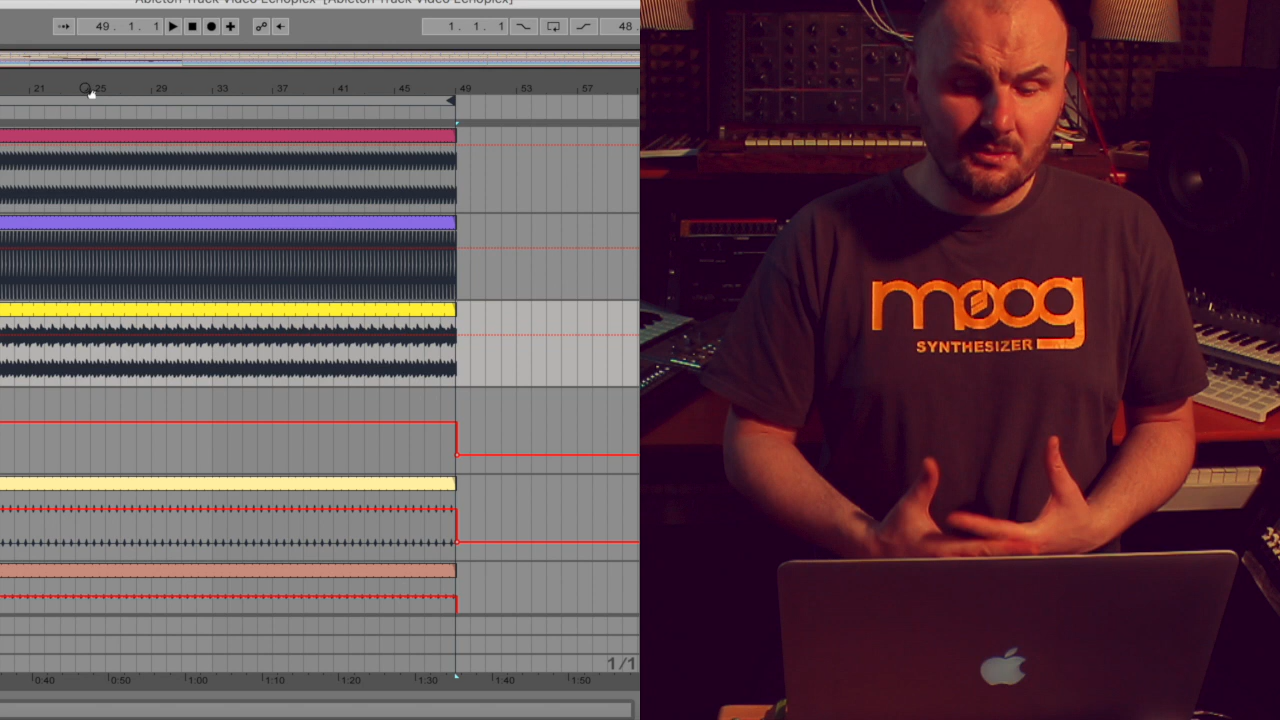 Ableton Track Video Echoplex [Ableton Track Video Echoplex]
49. 1. 1
1. 1. 1
48.
21 25 29 33 37 41 45 49 53 57
moog
SYNTHESIZER
1/1
0:40 0:50 1:00 1:10 1:20 1:30 1:40 1:50